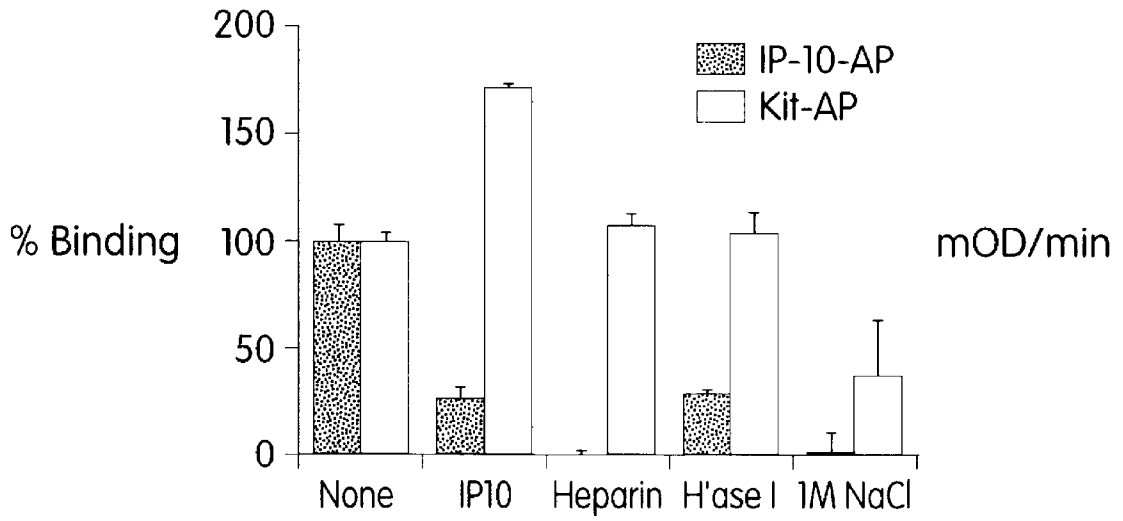 200
IP-10-AP
Kit-AP
150
% Binding
100
mOD/min
50
0
None
IP10
Heparin
H'ase I
1M NaCl